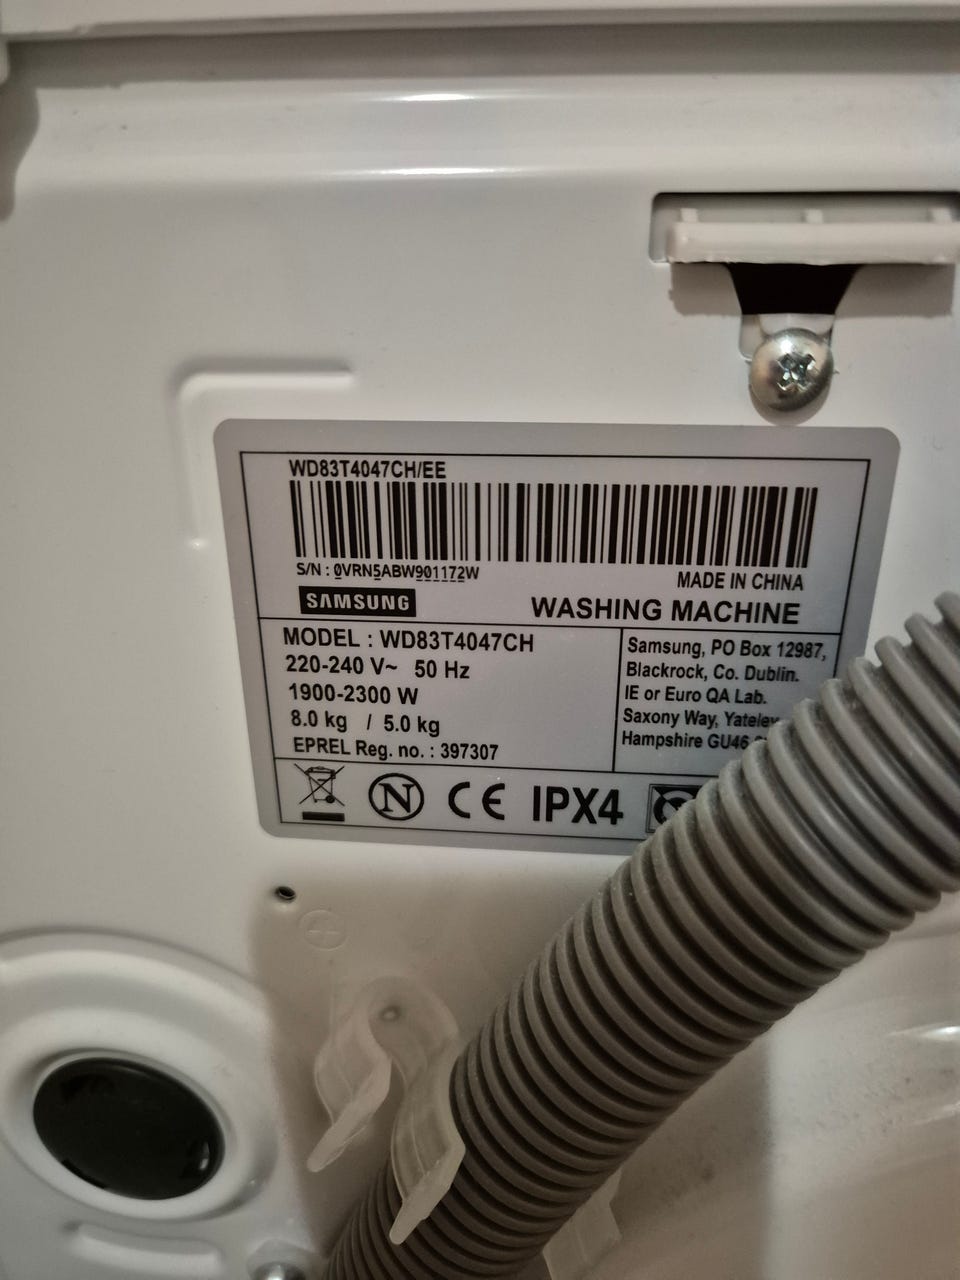 WD83T4047CH/EE
S/N : 0VRN5ABW901172W
MADE IN CHINA
SAMSUNG
WASHING MACHINE
MODEL : WD83T4047CH
220-240 V~ 50 Hz
1900-2300 W
8.0 kg / 5.0 kg
EPREL Reg. no. : 397307
Samsung, PO Box 12987,
Blackrock, Co. Dublin.
IE or Euro QA Lab.
Saxony Way, Yateley
Hampshire GU46
N CE IPX4